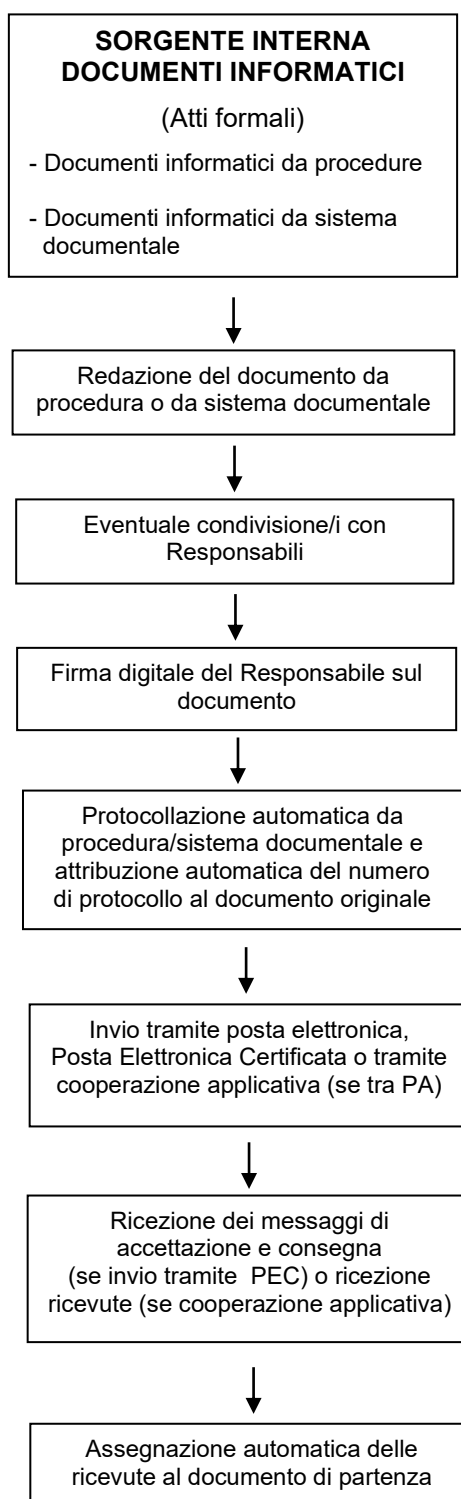 SORGENTE INTERNA
DOCUMENTI INFORMATICI
(Atti formali)
- Documenti informatici da procedure
- Documenti informatici da sistema
documentale
Redazione del documento da
procedura o da sistema documentale
Eventuale condivisione/i con
Responsabili
Firma digitale del Responsabile sul
documento
Protocollazione automatica da
procedura/sistema documentale e
attribuzione automatica del numero
di protocollo al documento originale
Invio tramite posta elettronica,
Posta Elettronica Certificata o tramite
cooperazione applicativa (se tra PA)
Ricezione dei messaggi di
accettazione e consegna
(se invio tramite PEC) o ricezione
ricevute (se cooperazione applicativa)
Assegnazione automatica delle
ricevute al documento di partenza